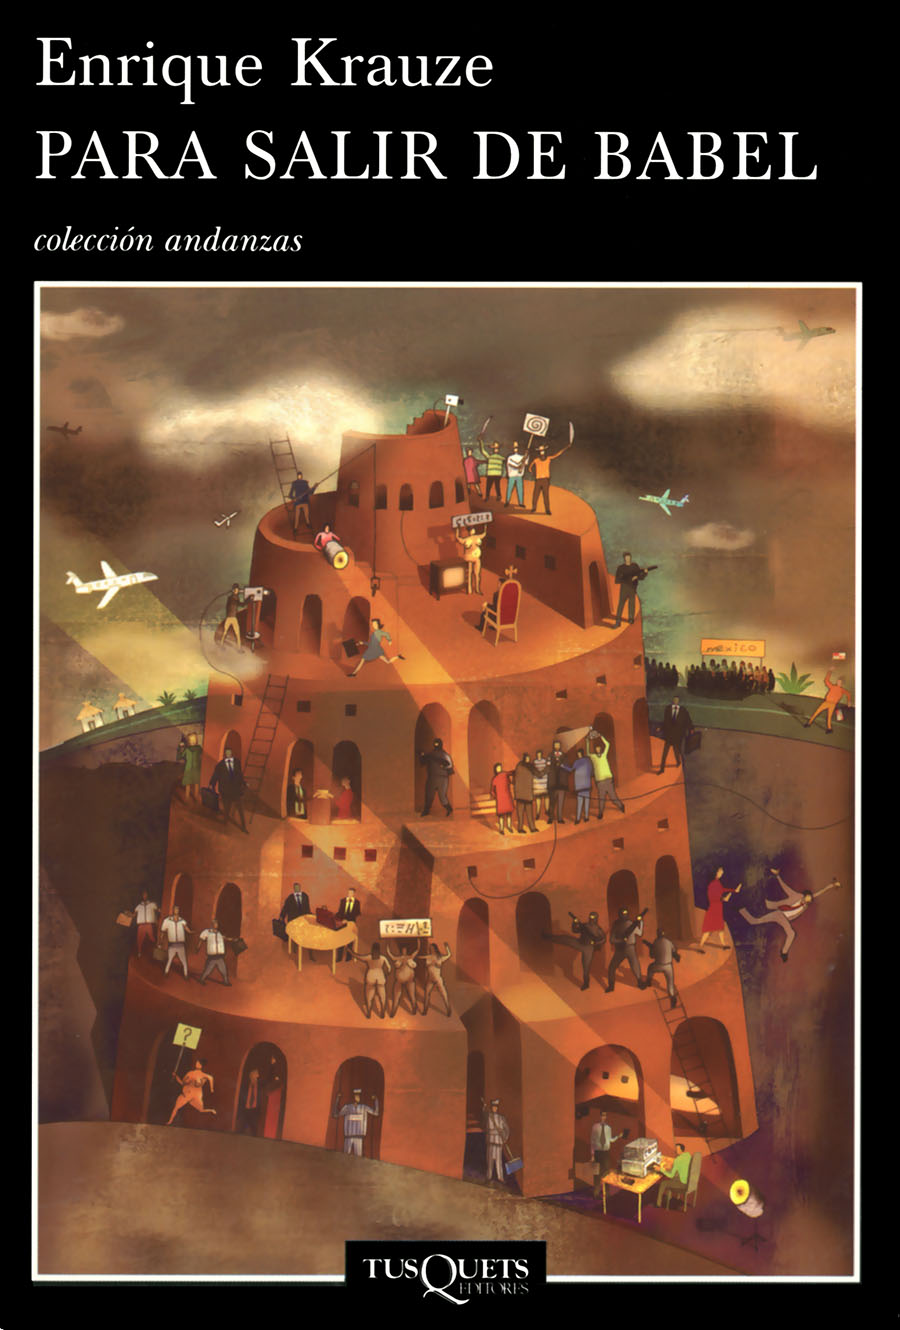 Enrique Krauze
PARA SALIR DE BABEL
colección andanzas
MÉXICO
?
TUSQUETS
EDITORES